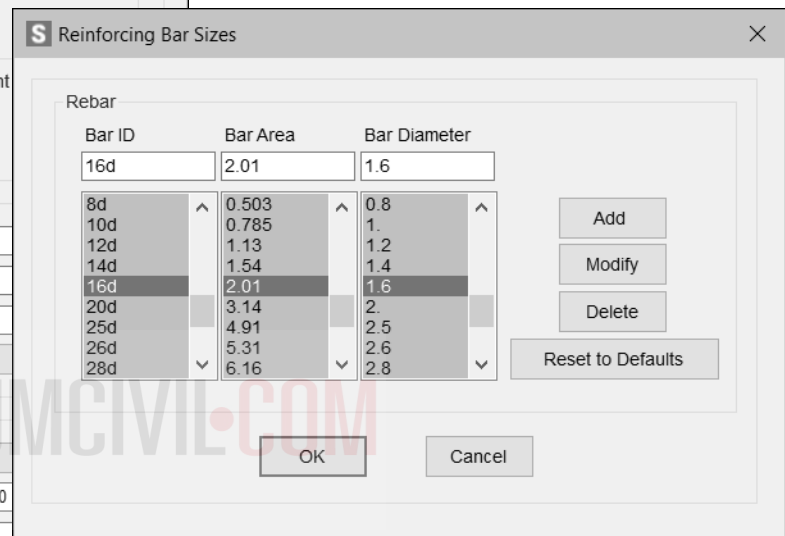 nt
S Reinforcing Bar Sizes
Rebar
Bar ID Bar Area Bar Diameter
16d 2.01 1.6
8d 0.503 0.8
10d 0.785 1.
12d 1.13 1.2
14d 1.54 1.4
16d 2.01 1.6
20d 3.14 2.
25d 4.91 2.5
26d 5.31 2.6
28d 6.16 2.8
Add
Modify
Delete
Reset to Defaults
MCIVIL•COM
OK Cancel
0